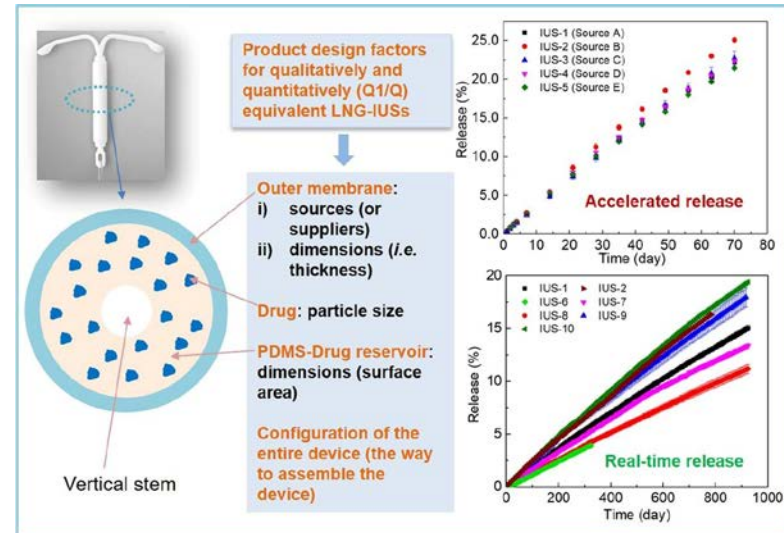 Product design factors
for qualitatively and
quantitatively (Q1/Q)
equivalent LNG-IUSs
Outer membrane:
i) sources (or
suppliers)
ii) dimensions (i.e.
thickness)
Drug: particle size
PDMS-Drug reservoir:
dimensions (surface
area)
Configuration of the
entire device (the way
to assemble the
device)
Vertical stem
25.0
20.0
15.0
10.0
5.0
0.0
Release (%)
IUS-1 (Source A)
IUS-2 (Source B)
IUS-3 (Source C)
IUS-4 (Source D)
IUS-5 (Source E)
Accelerated release
0 10 20 30 40 50 60 70 80
Time (day)
20
15
10
5
0
Release (%)
IUS-1 IUS-2
IUS-6 IUS-7
IUS-8 IUS-9
IUS-10
Real-time release
0 200 400 600 800 1000
Time (day)